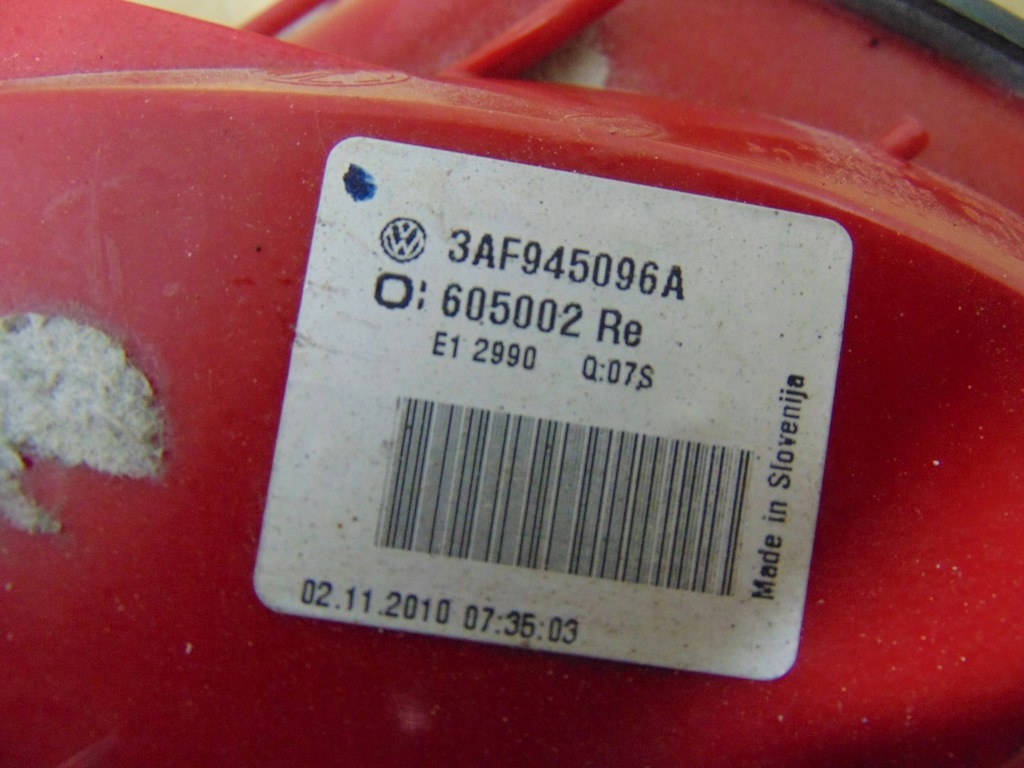 3AF945096A
O: 605002 Re
E1 2990 Q:07S
Made in Slovenija
02.11.2010 07:35:03